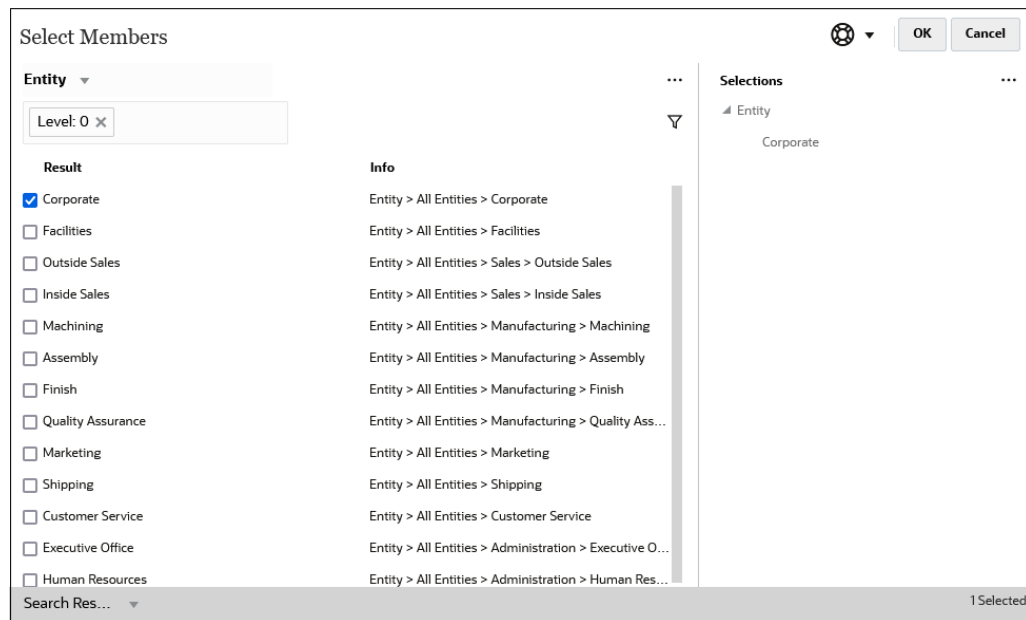 Select Members
OK Cancel
Entity
Selections
Level: 0
Entity
Corporate
Result Info
Corporate Entity > All Entities > Corporate
Facilities Entity > All Entities > Facilities
Outside Sales Entity > All Entities > Sales > Outside Sales
Inside Sales Entity > All Entities > Sales > Inside Sales
Machining Entity > All Entities > Manufacturing > Machining
Assembly Entity > All Entities > Manufacturing > Assembly
Finish Entity > All Entities > Manufacturing > Finish
Quality Assurance Entity > All Entities > Manufacturing > Quality Ass...
Marketing Entity > All Entities > Marketing
Shipping Entity > All Entities > Shipping
Customer Service Entity > All Entities > Customer Service
Executive Office Entity > All Entities > Administration > Executive O...
Human Resources Entity > All Entities > Administration > Human Res...
Search Res... 1 Selected